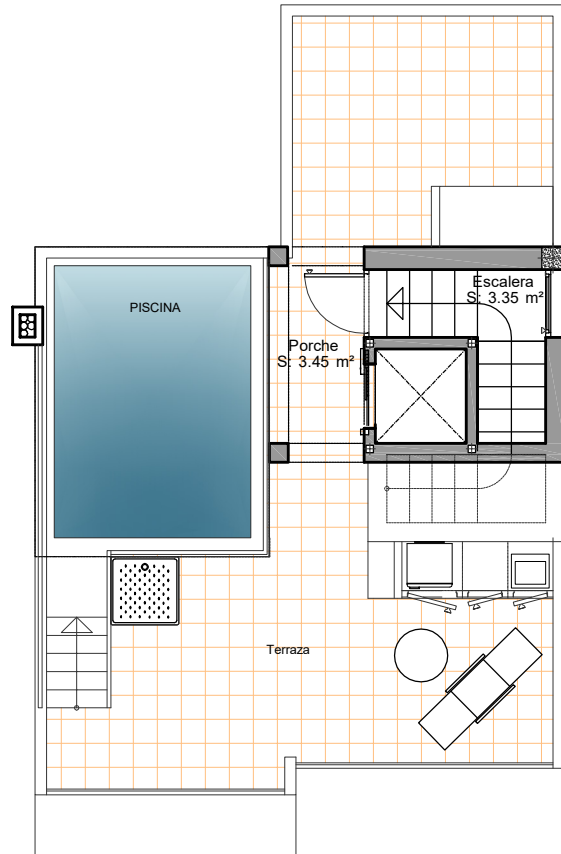 PISCINA
Escalera
S: 3.35 m²
Porche
S: 3.45 m²
Terraza